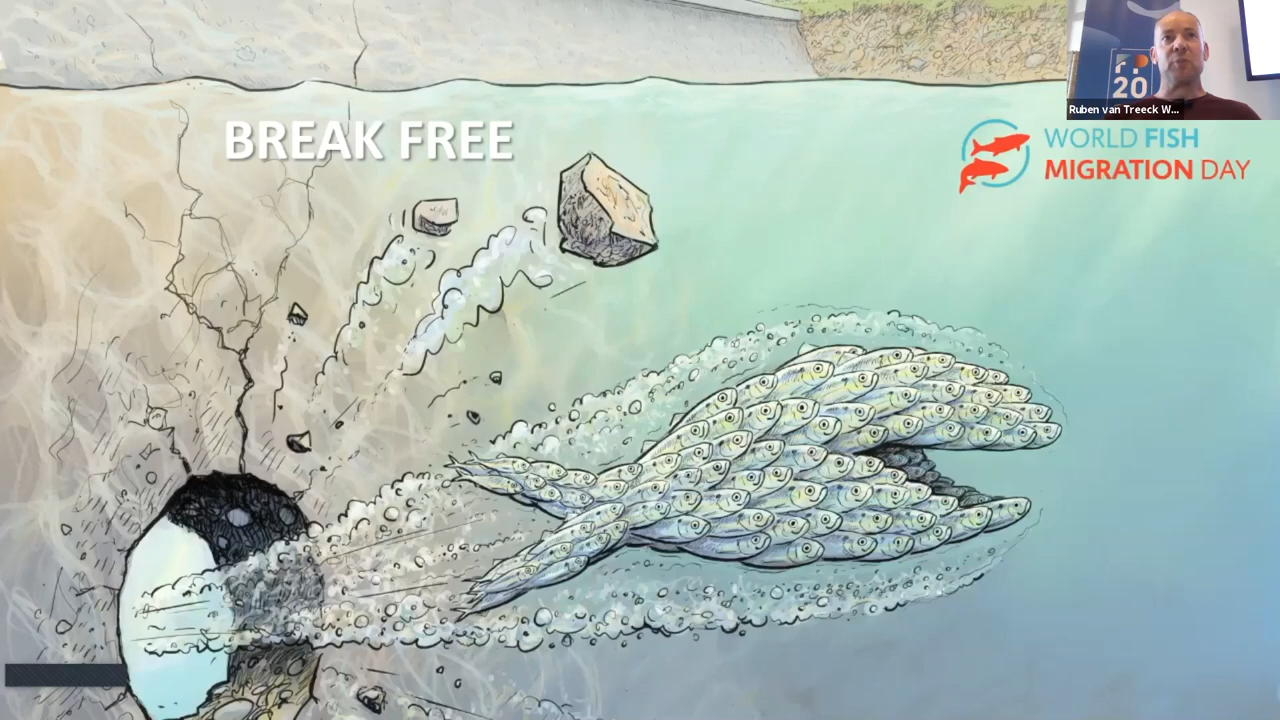 BREAK FREE
20
Ruben van Treeck W...
WORLD FISH
MIGRATION DAY